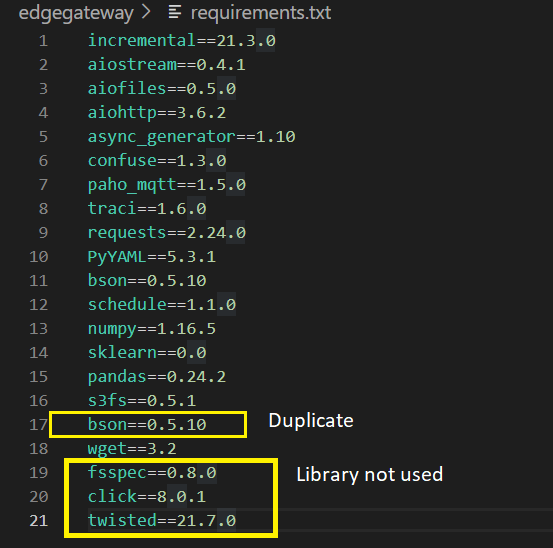 edgegateway > requirements.txt
1 incremental==21.3.0
2 aiostream==0.4.1
3 aiofiles==0.5.0
4 aiohttp==3.6.2
5 async_generator==1.10
6 confuse==1.3.0
7 paho_mqtt==1.5.0
8 traci==1.6.0
9 requests==2.24.0
10 PyYAML==5.3.1
11 bson==0.5.10
12 schedule==1.1.0
13 numpy==1.16.5
14 sklearn==0.0
15 pandas==0.24.2
16 s3fs==0.5.1
17 bson==0.5.10 Duplicate
18 wget==3.2
19 fsspec==0.8.0 Library not used
20 click==8.0.1
21 twisted==21.7.0